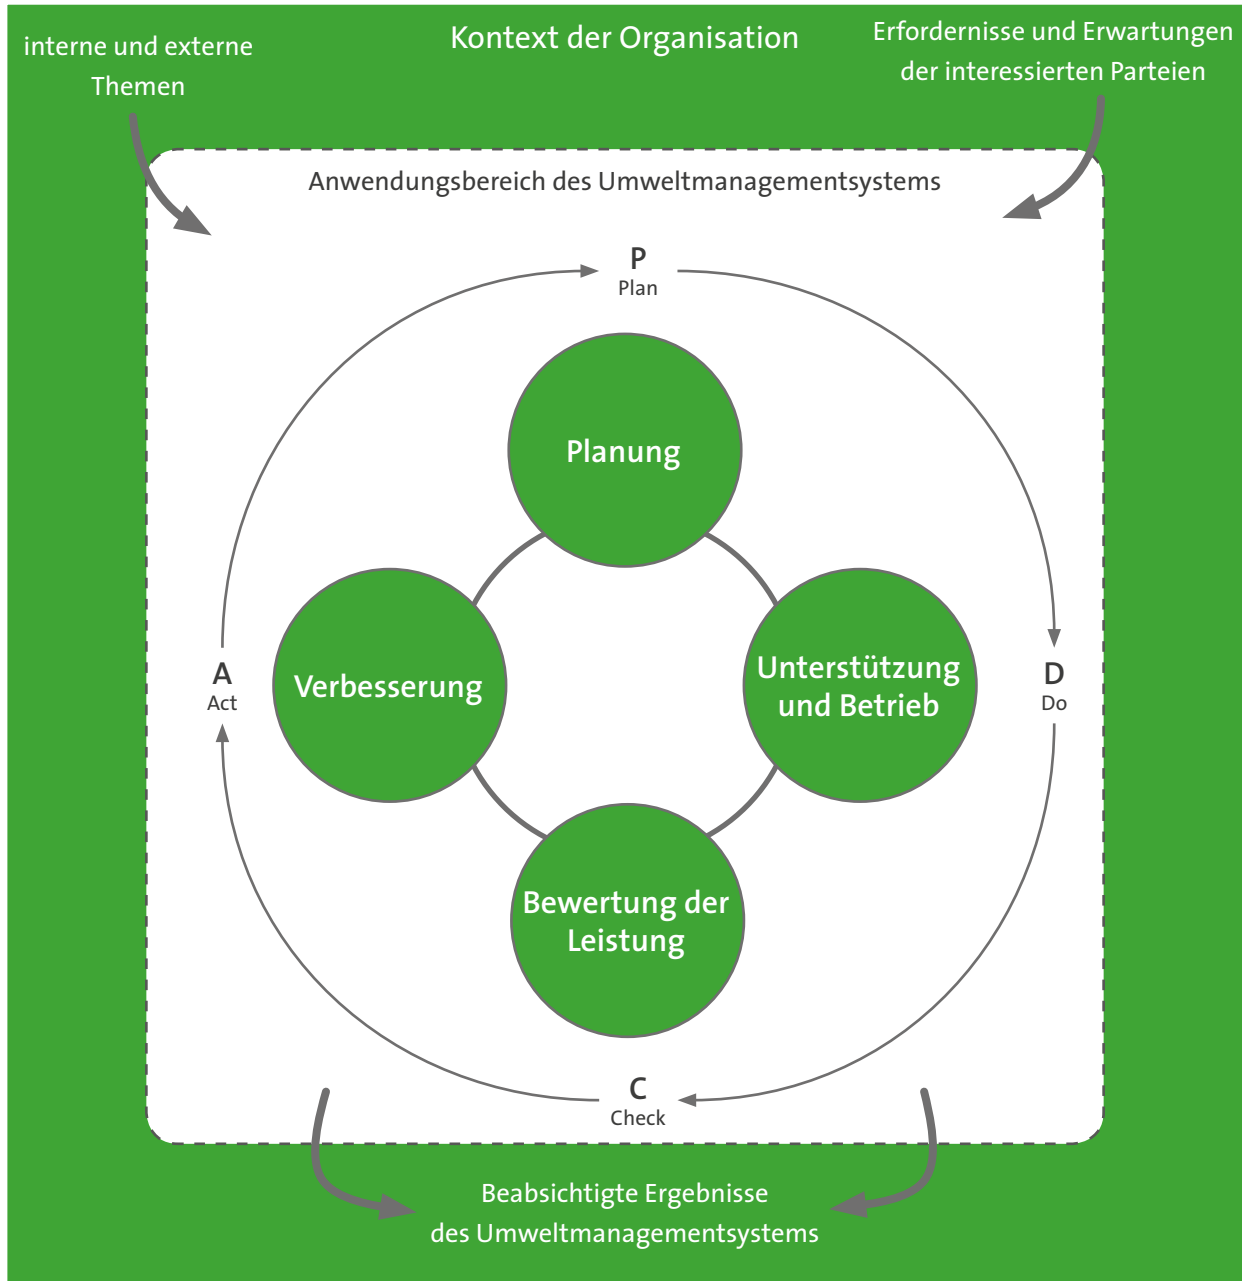 Kontext der Organisation
interne und externe
Themen
Erfordernisse und Erwartungen
der interessierten Parteien
Anwendungsbereich des Umweltmanagementsystems
P
Plan
Planung
Verbesserung
Unterstützung
und Betrieb
A
Act
D
Do
Bewertung der
Leistung
C
Check
Beabsichtigte Ergebnisse
des Umweltmanagementsystems